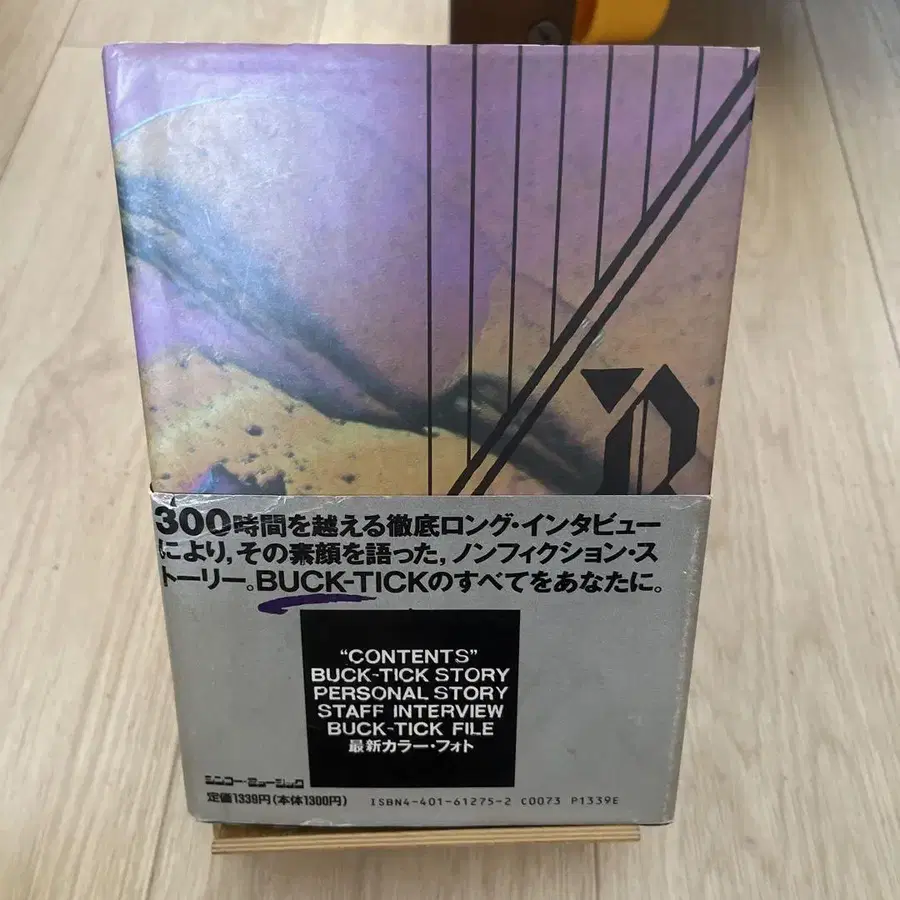 300時間を越える徹底ロング・インタビュー
により,その素顔を語った,ノンフィクション・ス
トーリー。BUCK-TICKのすべてをあなたに。
“CONTENTS”
BUCK-TICK STORY
PERSONAL STORY
STAFF INTERVIEW
BUCK-TICK FILE
最新カラー・フォト
シンコー・ミュージック
定価1339円(本体1300円) ISBN4-401-61275-2 C0073 P1339E